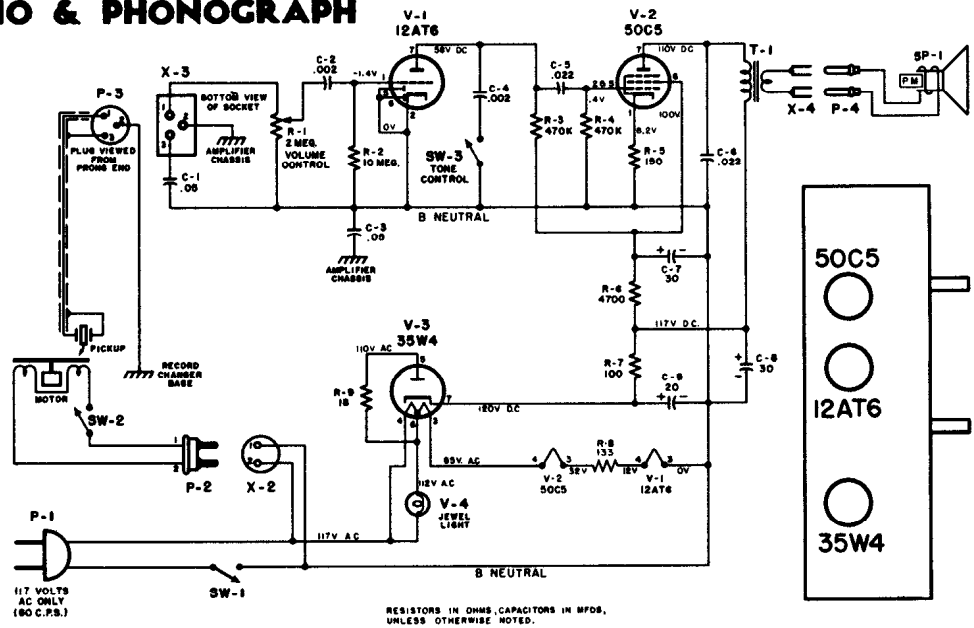 IO & PHONOGRAPH
V-1
12AT6
V-2
50C5
58V DC
110V DC
T-1
SP-1
PM
X-4
P-4
C-2
.002
-1.4V
C-4
.002
C-5
.022
.4V
100V
6.2V
X-3
BOTTOM VIEW
OF SOCKET
AMPLIFIER
CHASSIS
P-3
PLUG VIEWED
FROM
PRONG END
R-1
2 MEG.
VOLUME
CONTROL
R-2
10 MEG.
0V
SW-3
TONE
CONTROL
R-3
470K
R-4
470K
R-5
150
C-6
.022
C-1
.05
B NEUTRAL
C-3
.05
AMPLIFIER
CHASSIS
C-7
30
R-6
4700
117V D.C.
V-3
35W4
110V AC
R-7
100
C-8
30
C-9
20
R-9
18
120V DC
PICKUP
RECORD
CHANGER
BASE
MOTOR
SW-2
P-2
X-2
85V. AC
V-2
50C5
32V
R-8
133
12V
V-1
12AT6
0V
112V AC
V-4
JEWEL
LIGHT
P-1
117V AC
117 VOLTS
AC ONLY
(60 C.P.S.)
SW-1
B NEUTRAL
RESISTORS IN OHMS, CAPACITORS IN MFDS,
UNLESS OTHERWISE NOTED.
50C5
12AT6
35W4